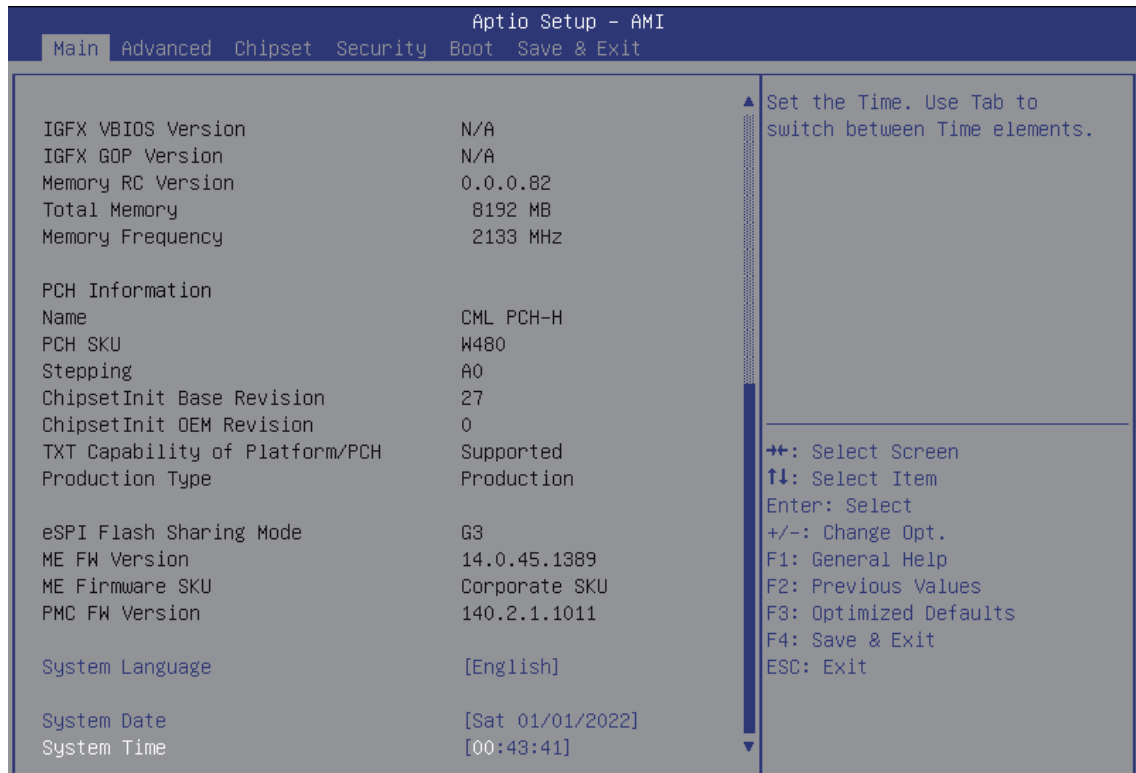 Aptio Setup – AMI
Main Advanced Chipset Security Boot Save & Exit
IGFX VBIOS Version N/A
IGFX GOP Version N/A
Memory RC Version 0.0.0.82
Total Memory 8192 MB
Memory Frequency 2133 MHz
PCH Information
Name CML PCH-H
PCH SKU W480
Stepping A0
ChipsetInit Base Revision 27
ChipsetInit OEM Revision 0
TXT Capability of Platform/PCH Supported
Production Type Production
eSPI Flash Sharing Mode G3
ME FW Version 14.0.45.1389
ME Firmware SKU Corporate SKU
PMC FW Version 140.2.1.1011
System Language [English]
System Date [Sat 01/01/2022]
System Time [00:43:41]
Set the Time. Use Tab to
switch between Time elements.
→←: Select Screen
↑↓: Select Item
Enter: Select
+/-: Change Opt.
F1: General Help
F2: Previous Values
F3: Optimized Defaults
F4: Save & Exit
ESC: Exit